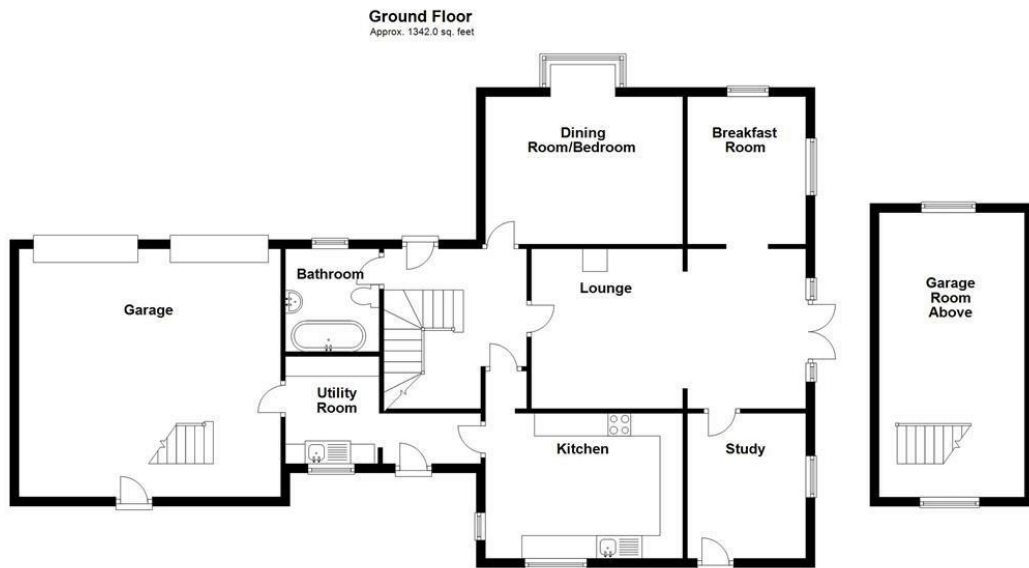 Ground Floor
Approx. 1342.0 sq. feet
Dining
Room/Bedroom
Breakfast
Room
Bathroom
Garage
Lounge
Garage
Room
Above
Utility
Room
Kitchen
Study